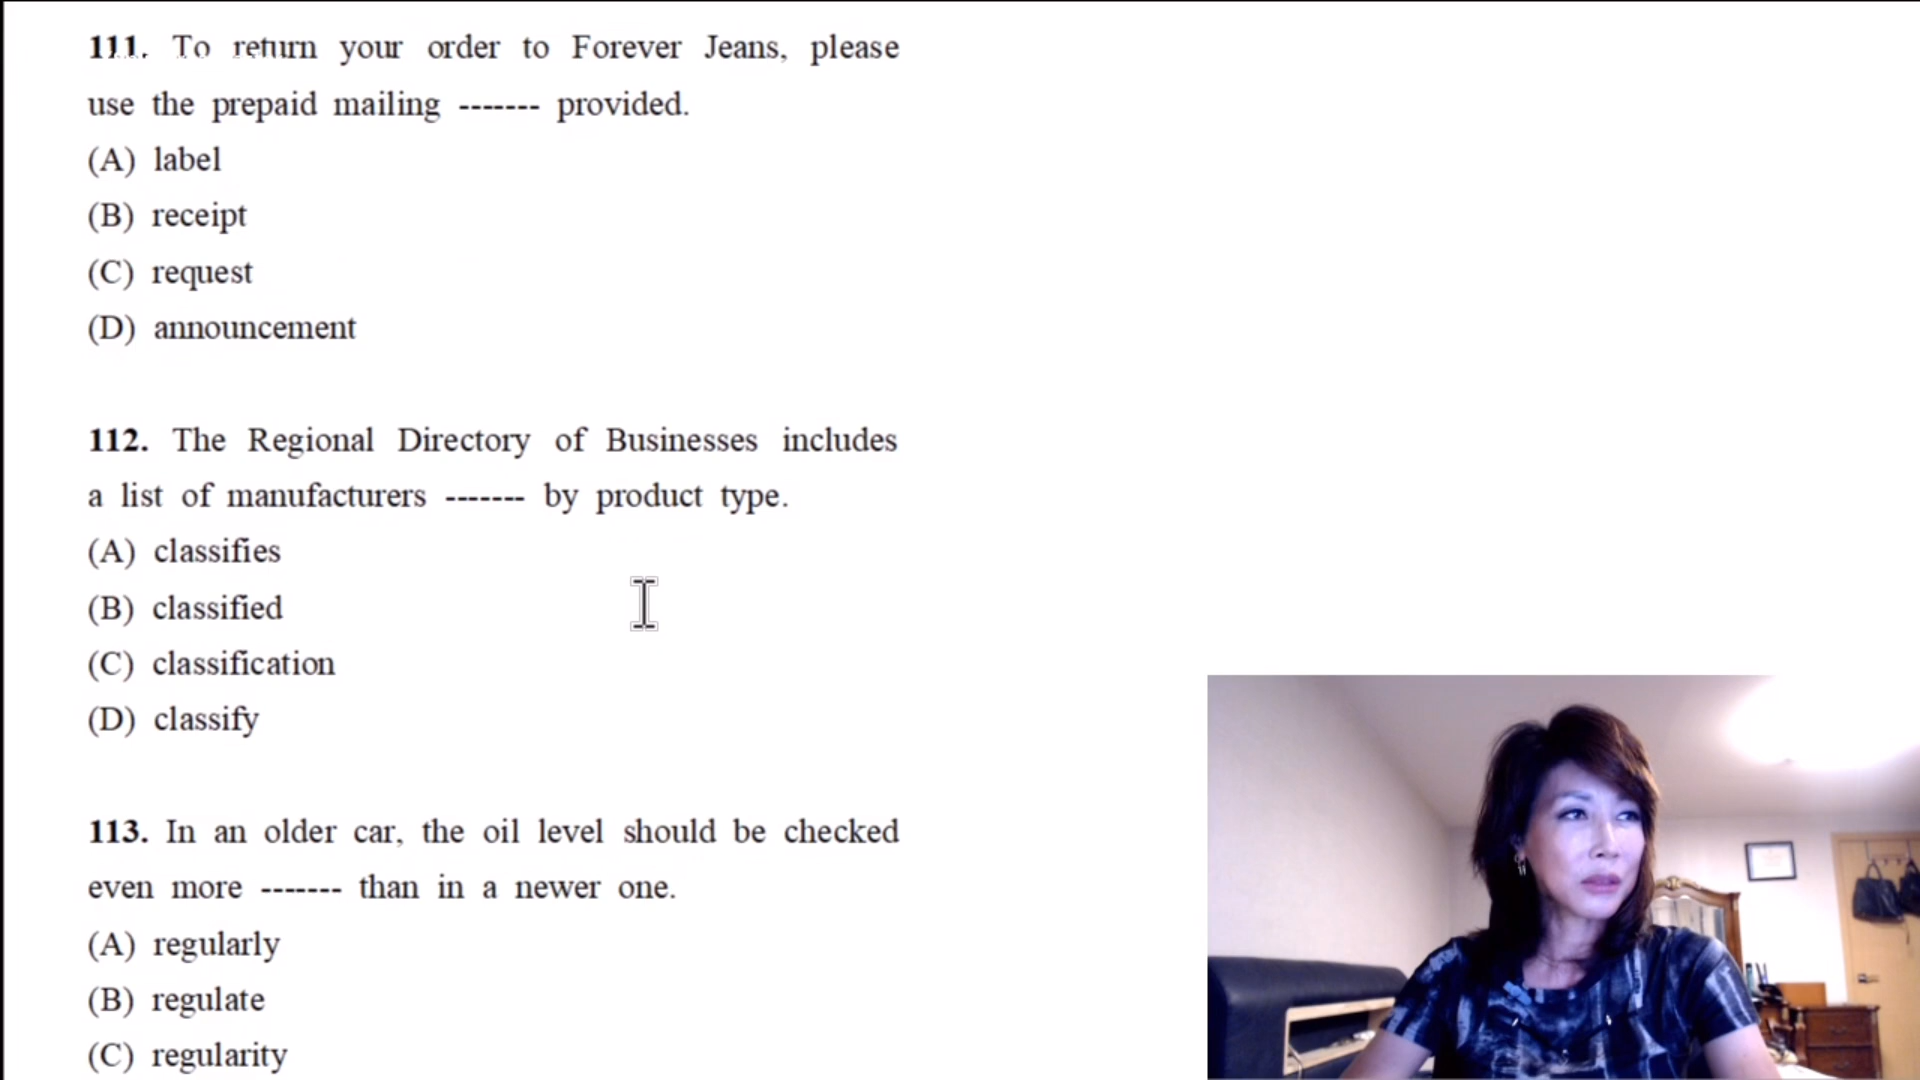 111. To return your order to Forever Jeans, please
use the prepaid mailing ------- provided.
(A) label
(B) receipt
(C) request
(D) announcement
112. The Regional Directory of Businesses includes
a list of manufacturers ------- by product type.
(A) classifies
(B) classified
(C) classification
(D) classify
113. In an older car, the oil level should be checked
even more ------- than in a newer one.
(A) regularly
(B) regulate
(C) regularity